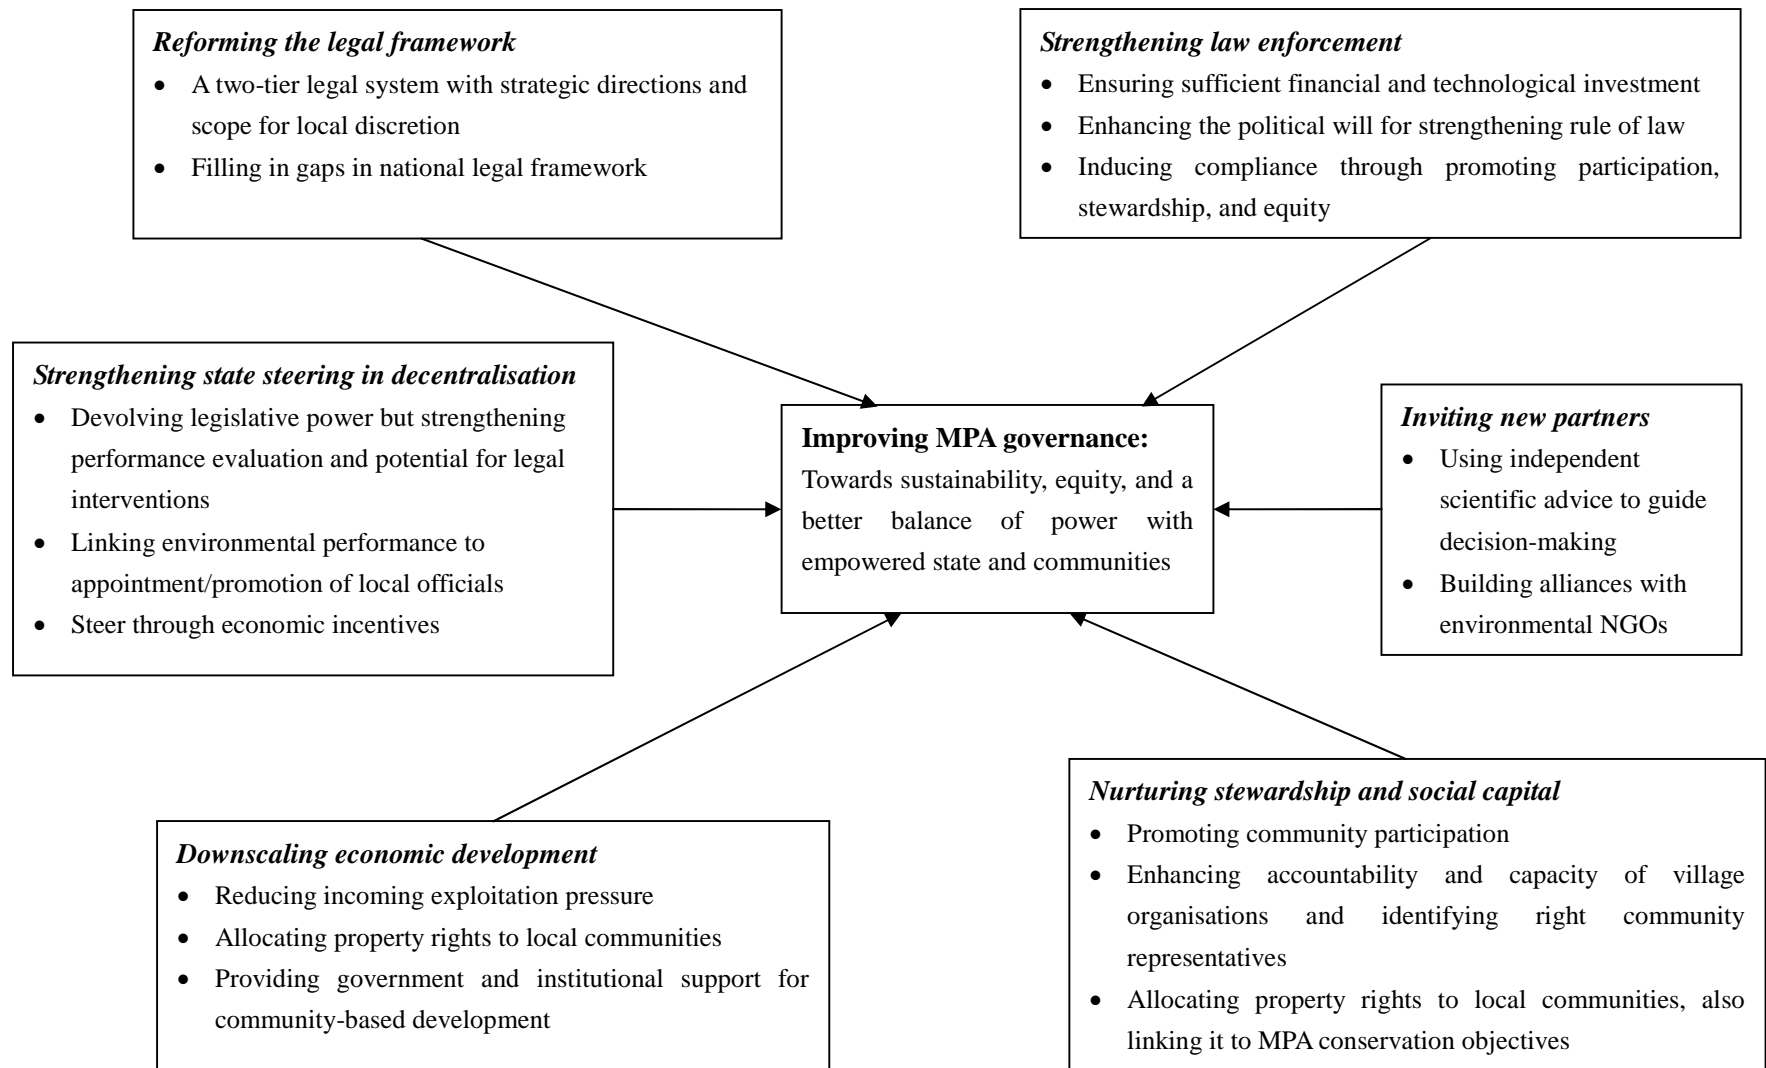 Reforming the legal framework
• A two-tier legal system with strategic directions and
scope for local discretion
• Filling in gaps in national legal framework
Strengthening law enforcement
• Ensuring sufficient financial and technological investment
• Enhancing the political will for strengthening rule of law
• Inducing compliance through promoting participation,
stewardship, and equity
Strengthening state steering in decentralisation
• Devolving legislative power but strengthening
performance evaluation and potential for legal
interventions
• Linking environmental performance to
appointment/promotion of local officials
• Steer through economic incentives
Improving MPA governance:
Towards sustainability, equity, and a
better balance of power with
empowered state and communities
Inviting new partners
• Using independent
scientific advice to guide
decision-making
• Building alliances with
environmental NGOs
Downscaling economic development
• Reducing incoming exploitation pressure
• Allocating property rights to local communities
• Providing government and institutional support for
community-based development
Nurturing stewardship and social capital
• Promoting community participation
• Enhancing accountability and capacity of village
organisations and identifying right community
representatives
• Allocating property rights to local communities, also
linking it to MPA conservation objectives